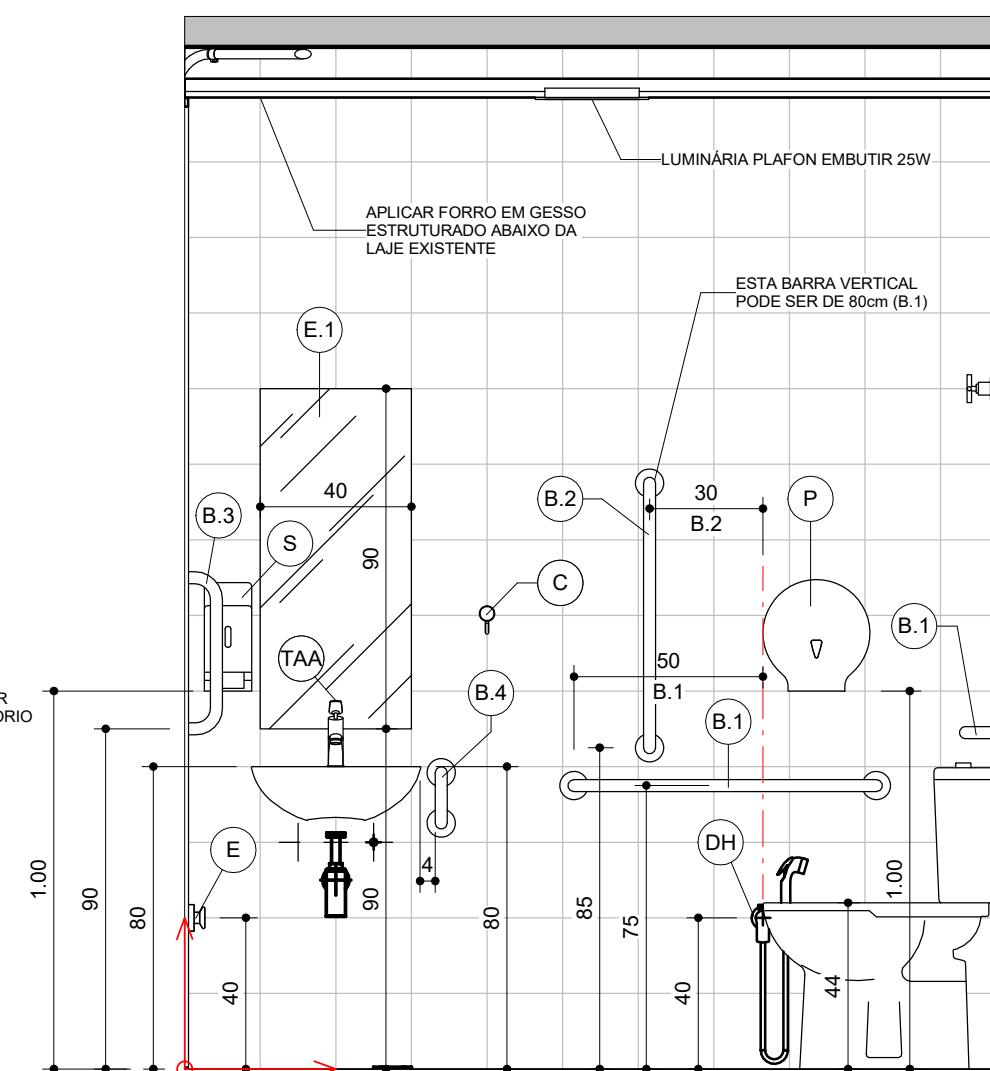 LUMINÁRIA PLAFON EMBUTIR 25W
APLICAR FORRO EM GESSO
ESTRUTURADO ABAIXO DA
LAJE EXISTENTE
ESTA BARRA VERTICAL
PODE SER DE 80cm (B.1)
E.1
40
B.3
S
90
B.2
30
B.2
P
C
TAA
B.4
50
B.1
B.1
B.1
R
ÓRIO
E
4
DH
1.00
90
80
40
90
80
85
75
40
44
1.00